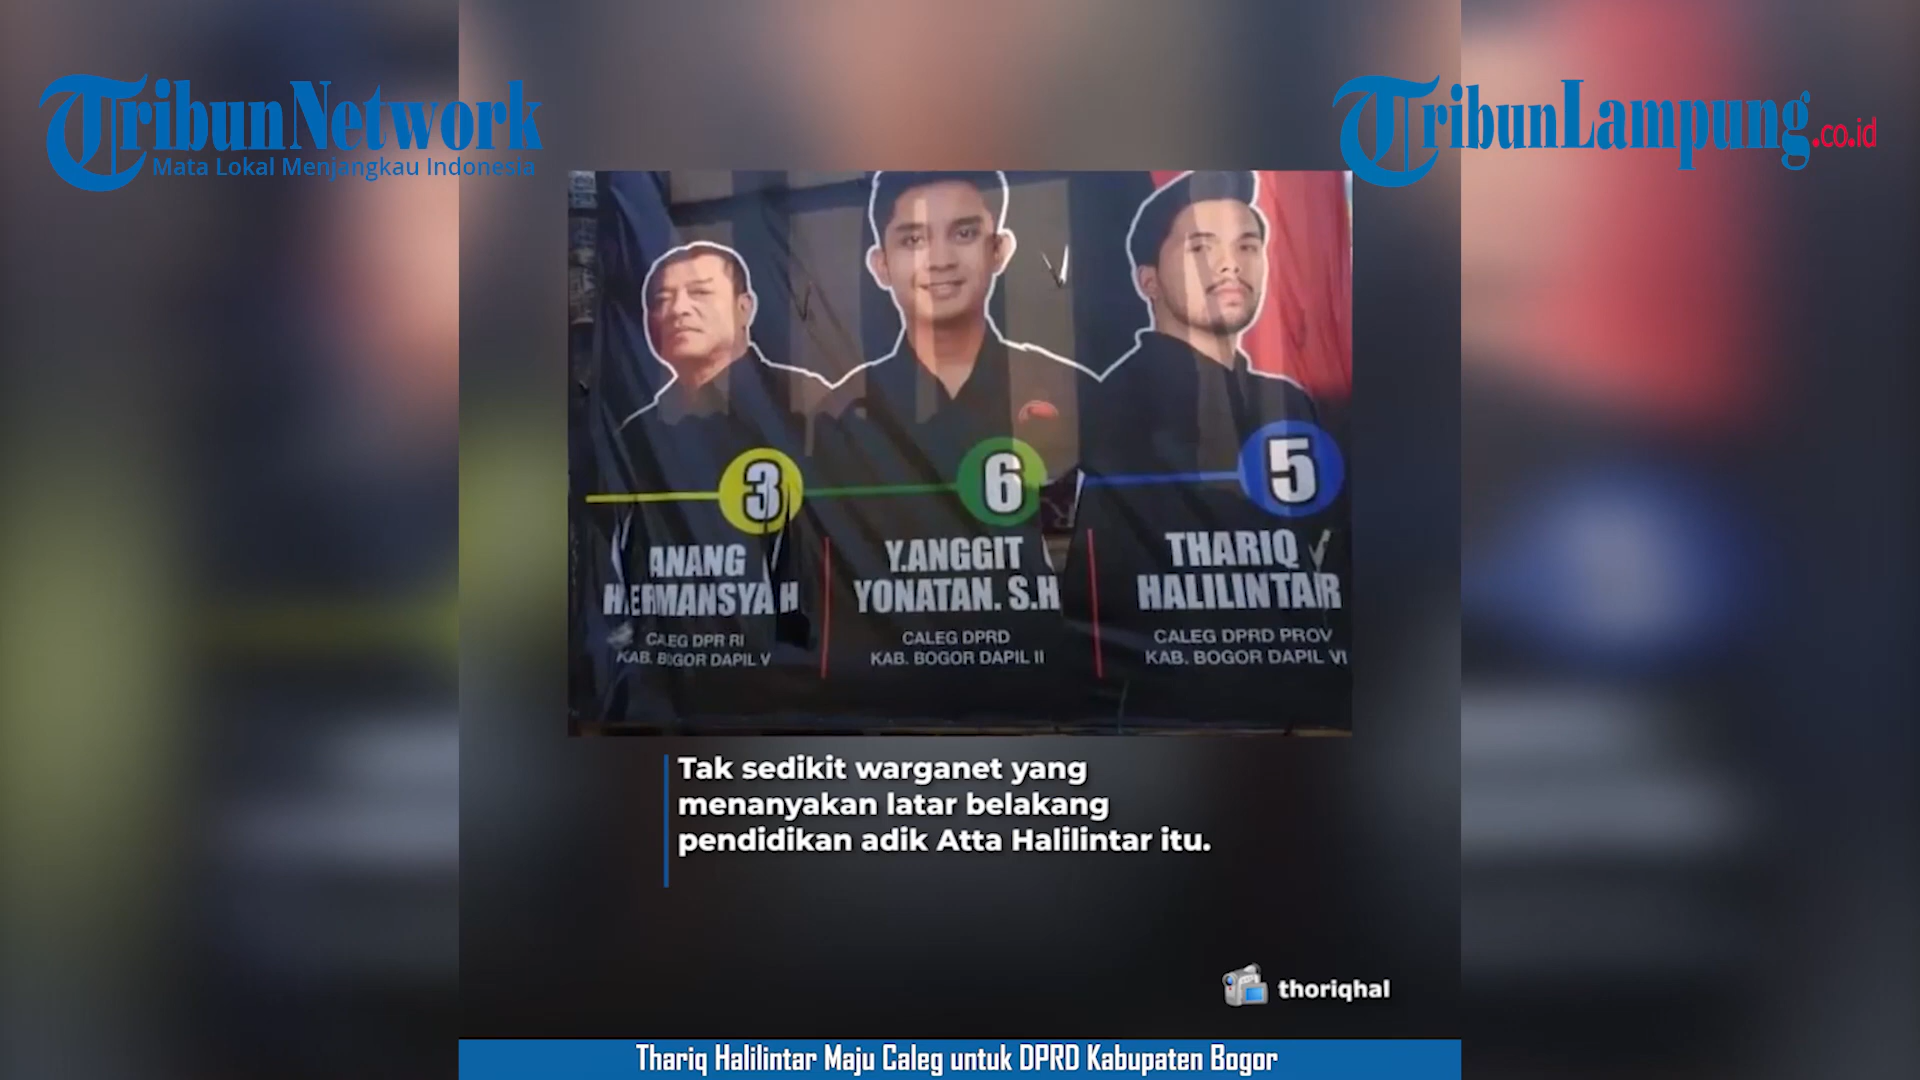 TribunNetwork
Mata Lokal Menjangkau Indonesia
TribunLampung.co.id
3
6
5
ANANG
HERMANSYAH
CALEG DPR RI
KAB. BOGOR DAPIL V
Y.ANGGIT
YONATAN. S.H
CALEG DPRD
KAB. BOGOR DAPIL II
THARIQ
HALILINTAR
CALEG DPRD PROV
KAB. BOGOR DAPIL VI
Tak sedikit warganet yang
menanyakan latar belakang
pendidikan adik Atta Halilintar itu.
thoriqhal
Thariq Halilintar Maju Caleg untuk DPRD Kabupaten Bogor